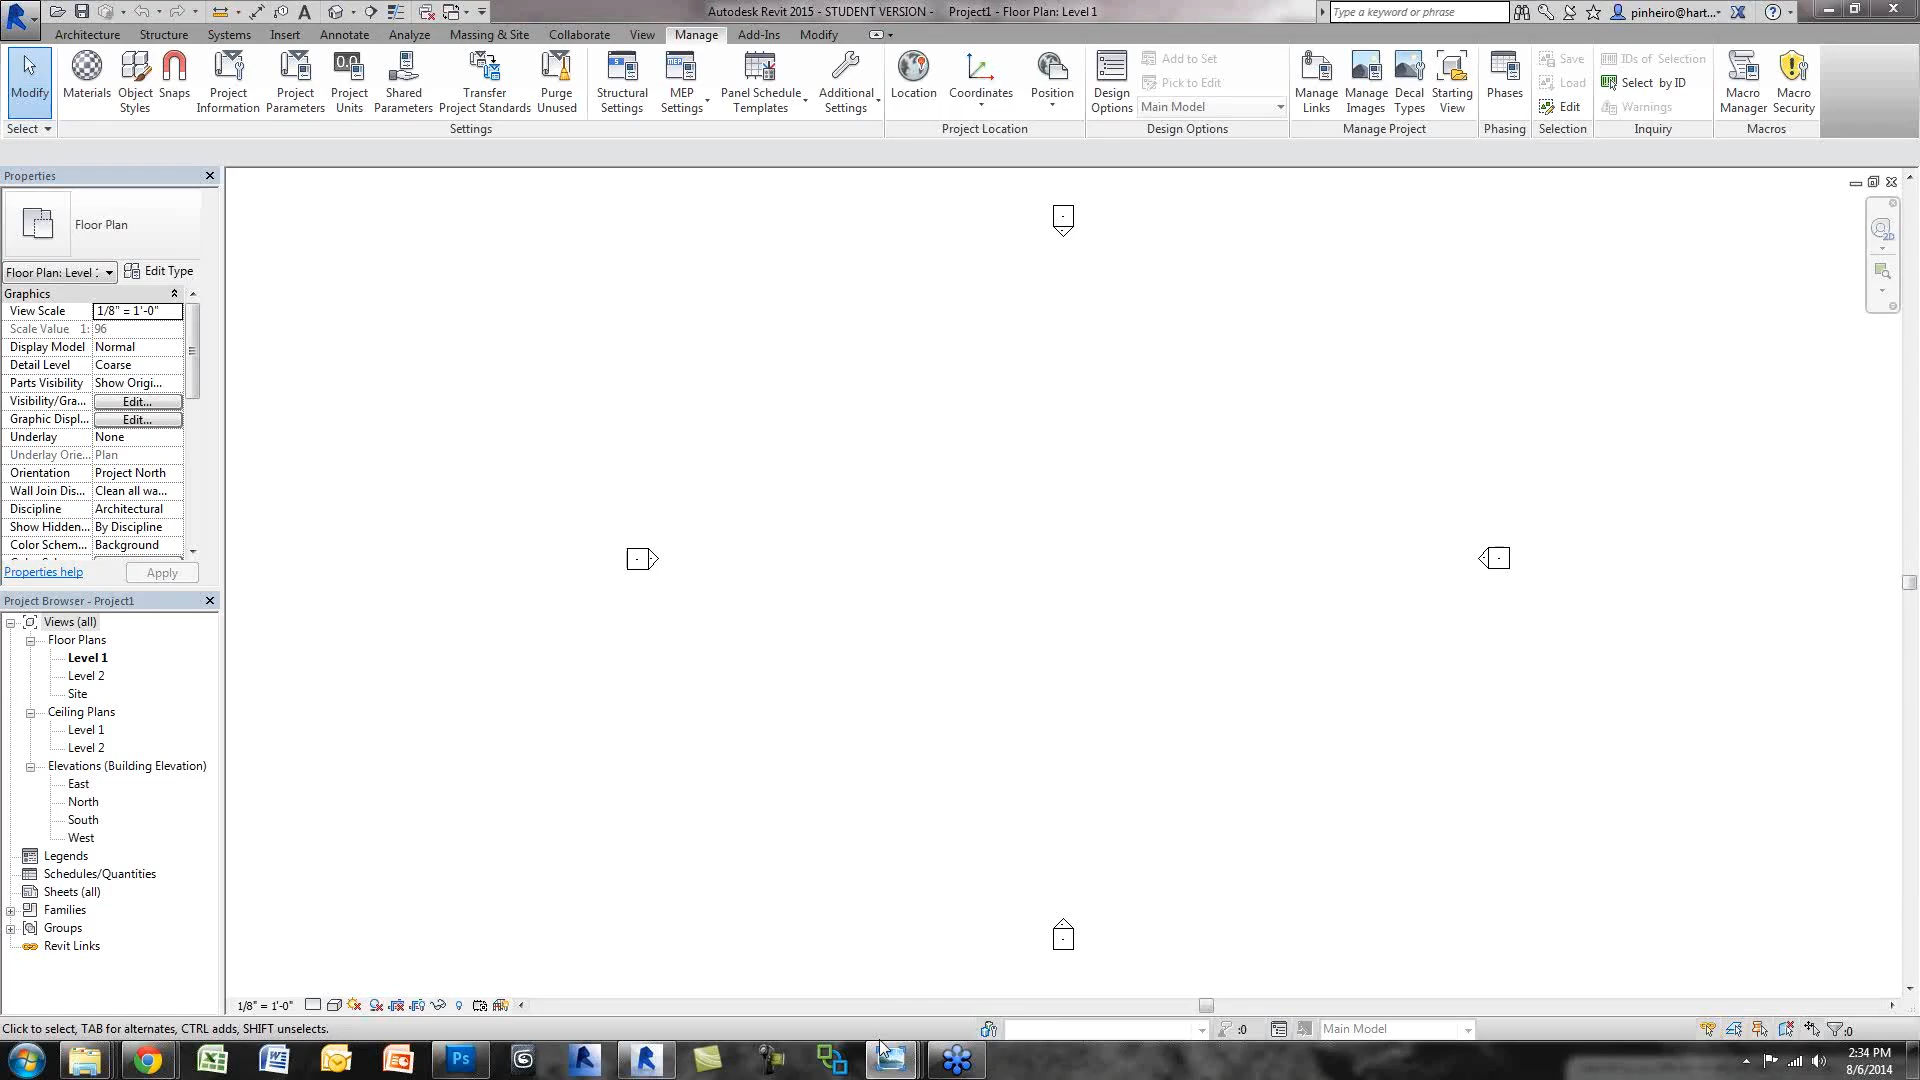 Autodesk Revit 2015 - STUDENT VERSION - Project1 - Floor Plan: Level 1
Type a keyword or phrase
pinheiro@hart...
Architecture Structure Systems Insert Annotate Analyze Massing & Site Collaborate View Manage Add-Ins Modify
Modify
Materials
Object Styles
Snaps
Project Information
Project Parameters
Project Units
Shared Parameters
Transfer Project Standards
Purge Unused
Structural Settings
MEP Settings
Panel Schedule Templates
Additional Settings
Location
Coordinates
Position
Design Options
Add to Set
Pick to Edit
Main Model
Manage Links
Manage Images
Decal Types
Starting View
Phases
Save
Load
Edit
IDs of Selection
Select by ID
Warnings
Macro Manager
Macro Security
Select Settings Project Location Design Options Manage Project Phasing Selection Inquiry Macros
Properties
Floor Plan
Floor Plan: Level : Edit Type
Graphics
View Scale 1/8" = 1'-0"
Scale Value 1: 96
Display Model Normal
Detail Level Coarse
Parts Visibility Show Origi...
Visibility/Gra... Edit...
Graphic Displ... Edit...
Underlay None
Underlay Orie... Plan
Orientation Project North
Wall Join Dis... Clean all wa...
Discipline Architectural
Show Hidden... By Discipline
Color Schem... Background
Properties help Apply
Project Browser - Project1
Views (all)
Floor Plans
Level 1
Level 2
Site
Ceiling Plans
Level 1
Level 2
Elevations (Building Elevation)
East
North
South
West
Legends
Schedules/Quantities
Sheets (all)
Families
Groups
Revit Links
2D
1/8" = 1'-0"
Click to select, TAB for alternates, CTRL adds, SHIFT unselects.
:0
Main Model
:0
Ps
2:34 PM
8/6/2014